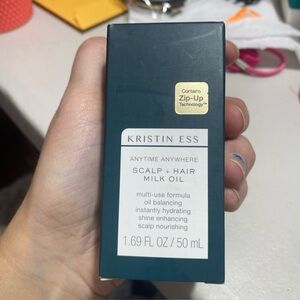 Contains
Zip-Up
Technology™
KRISTIN ESS
ANYTIME ANYWHERE
SCALP + HAIR
MILK OIL
multi-use formula
oil balancing
instantly hydrating
shine enhancing
scalp nourishing
1.69 FL OZ / 50 mL